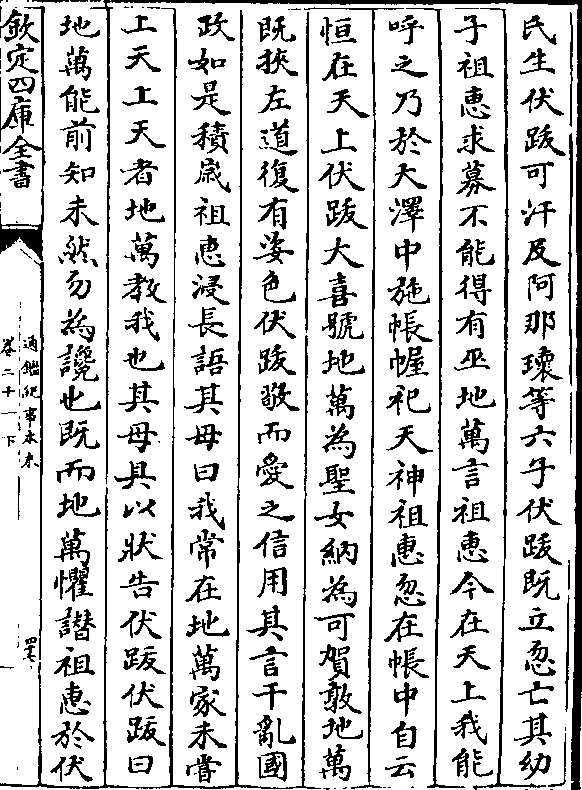 氏生伏跋可汗及阿那瓌等六子伏跋既立忽亡其幼
子祖惠求募不能得有巫地萬言祖惠今在天上我能
呼之乃於大澤中施帳幄祀天神祖惠忽在帳中自云
恒在天上伏跋大喜號地萬為聖女納為可賀敦地萬
既挾左道復有姿色伏跋敬而愛之信用其言干亂國
政如是積歲祖惠浸長語其母曰我常在地萬家未嘗
上天上天者地萬教我也其母具以狀告伏跋伏跋曰
地萬能前知未然勿為讒也既而地萬懼譖祖惠於伏
欽定四庫全書
通鑑紀事本末
卷二十一下